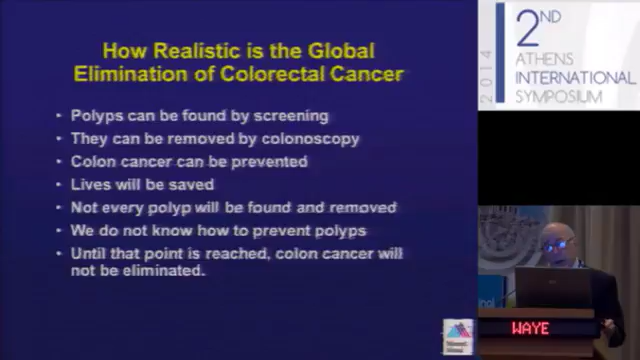 How Realistic is the Global
Elimination of Colorectal Cancer
• Polyps can be found by screening
• They can be removed by colonoscopy
• Colon cancer can be prevented
• Lives will be saved
• Not every polyp will be found and removed
• We do not know how to prevent polyps
• Until that point is reached, colon cancer will
not be eliminated.
2014
2ND
ATHENS
INTERNATIONAL
SYMPOSIUM
WAYE